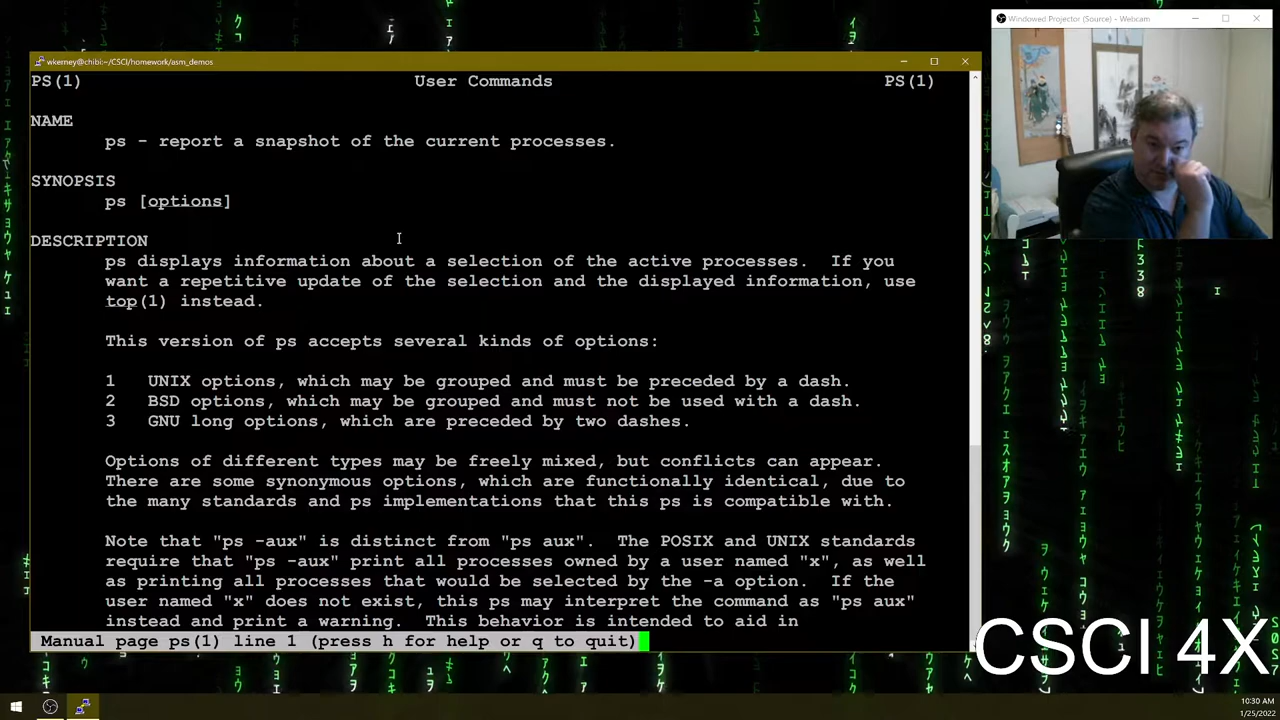 Windowed Projector (Source) - Webcam
wkerney@chibi:~/CSCI/homework/asm_demos
PS(1) User Commands PS(1)
NAME
ps - report a snapshot of the current processes.
SYNOPSIS
ps [options]
DESCRIPTION
ps displays information about a selection of the active processes. If you
want a repetitive update of the selection and the displayed information, use
top(1) instead.
This version of ps accepts several kinds of options:
1 UNIX options, which may be grouped and must be preceded by a dash.
2 BSD options, which may be grouped and must not be used with a dash.
3 GNU long options, which are preceded by two dashes.
Options of different types may be freely mixed, but conflicts can appear.
There are some synonymous options, which are functionally identical, due to
the many standards and ps implementations that this ps is compatible with.
Note that "ps -aux" is distinct from "ps aux". The POSIX and UNIX standards
require that "ps -aux" print all processes owned by a user named "x", as well
as printing all processes that would be selected by the -a option. If the
user named "x" does not exist, this ps may interpret the command as "ps aux"
instead and print a warning. This behavior is intended to aid in
Manual page ps(1) line 1 (press h for help or q to quit)
CSCI 4X
10:30 AM
1/25/2022